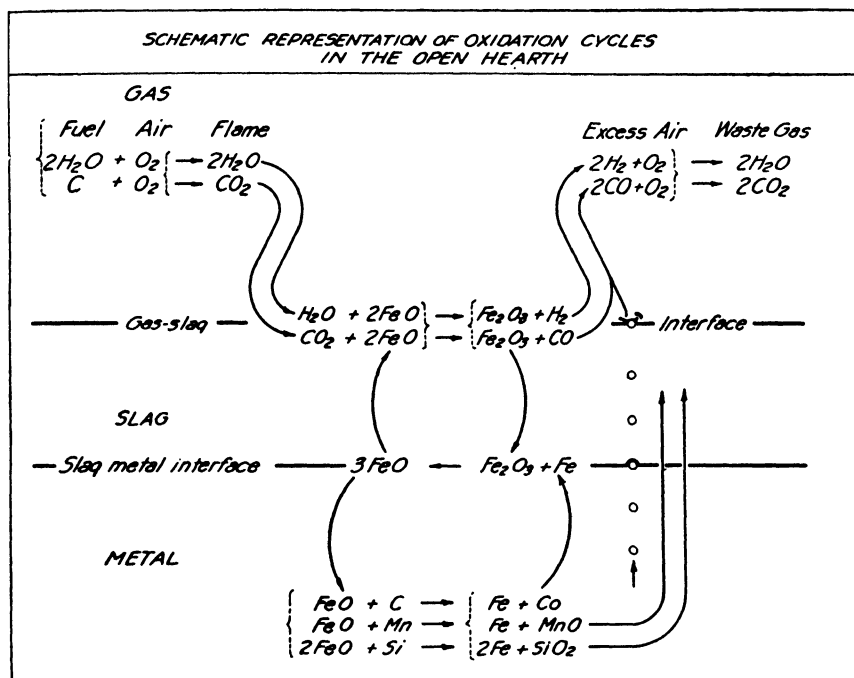 SCHEMATIC REPRESENTATION OF OXIDATION CYCLES
IN THE OPEN HEARTH
GAS
Fuel Air Flame Excess Air Waste Gas
2H₂O + O₂ → 2H₂O 2H₂ + O₂ → 2H₂O
C + O₂ → CO₂ 2CO + O₂ → 2CO₂
H₂O + 2FeO → Fe₂O₃ + H₂
Gas-slag Interface
CO₂ + 2FeO → Fe₂O₃ + CO
SLAG
Slag metal interface 3FeO ← Fe₂O₃ + Fe
METAL
FeO + C → Fe + Co
FeO + Mn → Fe + MnO
2FeO + Si → 2Fe + SiO₂